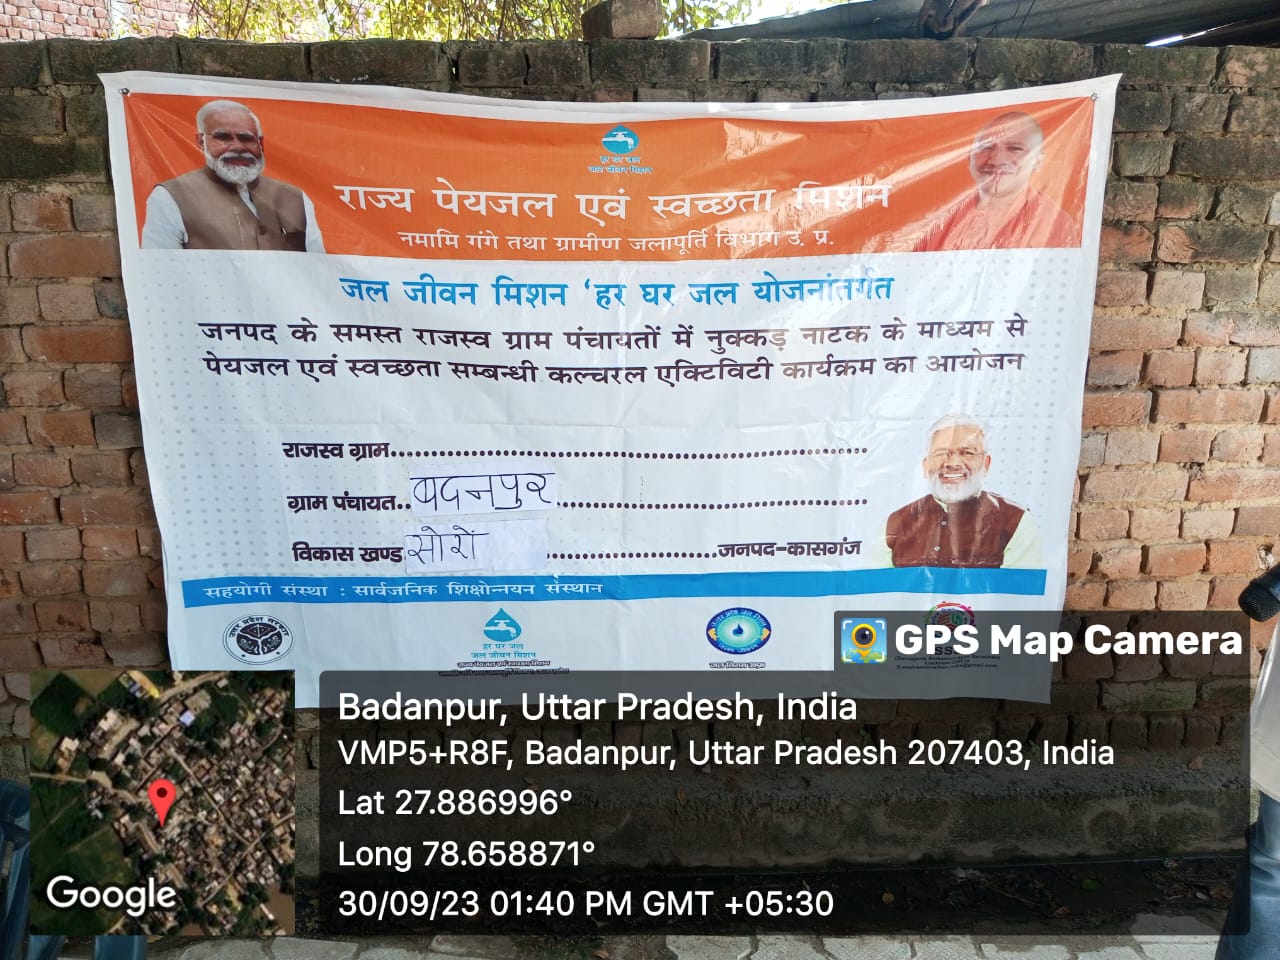 हर घर जल
जल जीवन मिशन
राज्य पेयजल एवं स्वच्छता मिशन
नमामि गंगे तथा ग्रामीण जलापूर्ति विभाग उ. प्र.
जल जीवन मिशन 'हर घर जल योजनांतर्गत
जनपद के समस्त राजस्व ग्राम पंचायतों में नुक्कड़ नाटक के माध्यम से
पेयजल एवं स्वच्छता सम्बन्धी कल्चरल एक्टिविटी कार्यक्रम का आयोजन
राजस्व ग्राम
ग्राम पंचायत.. बदनपुर
विकास खण्ड सोरों जनपद-कासगंज
सहयोगी संस्था : सार्वजनिक शिक्षोन्नयन संस्थान
उत्तर प्रदेश सरकार
हर घर जल
जल जीवन मिशन
GPS Map Camera
Badanpur, Uttar Pradesh, India
VMP5+R8F, Badanpur, Uttar Pradesh 207403, India
Lat 27.886996°
Long 78.658871°
30/09/23 01:40 PM GMT +05:30
Google